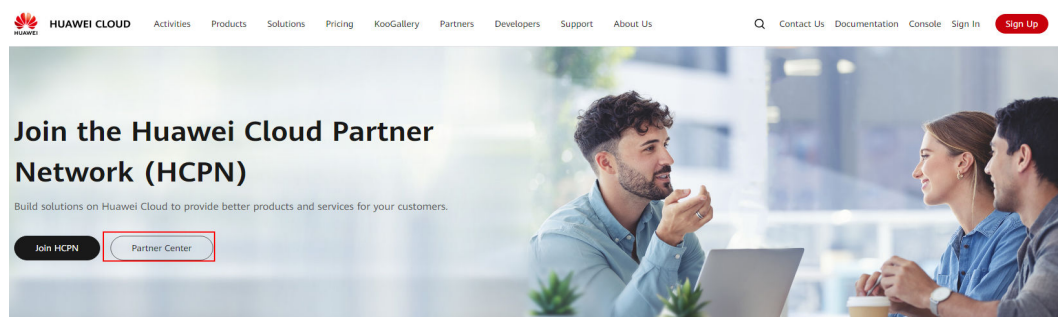 HUAWEI
HUAWEI CLOUD Activities Products Solutions Pricing KooGallery Partners Developers Support About Us Contact Us Documentation Console Sign In Sign Up
Join the Huawei Cloud Partner
Network (HCPN)
Build solutions on Huawei Cloud to provide better products and services for your customers.
Join HCPN Partner Center